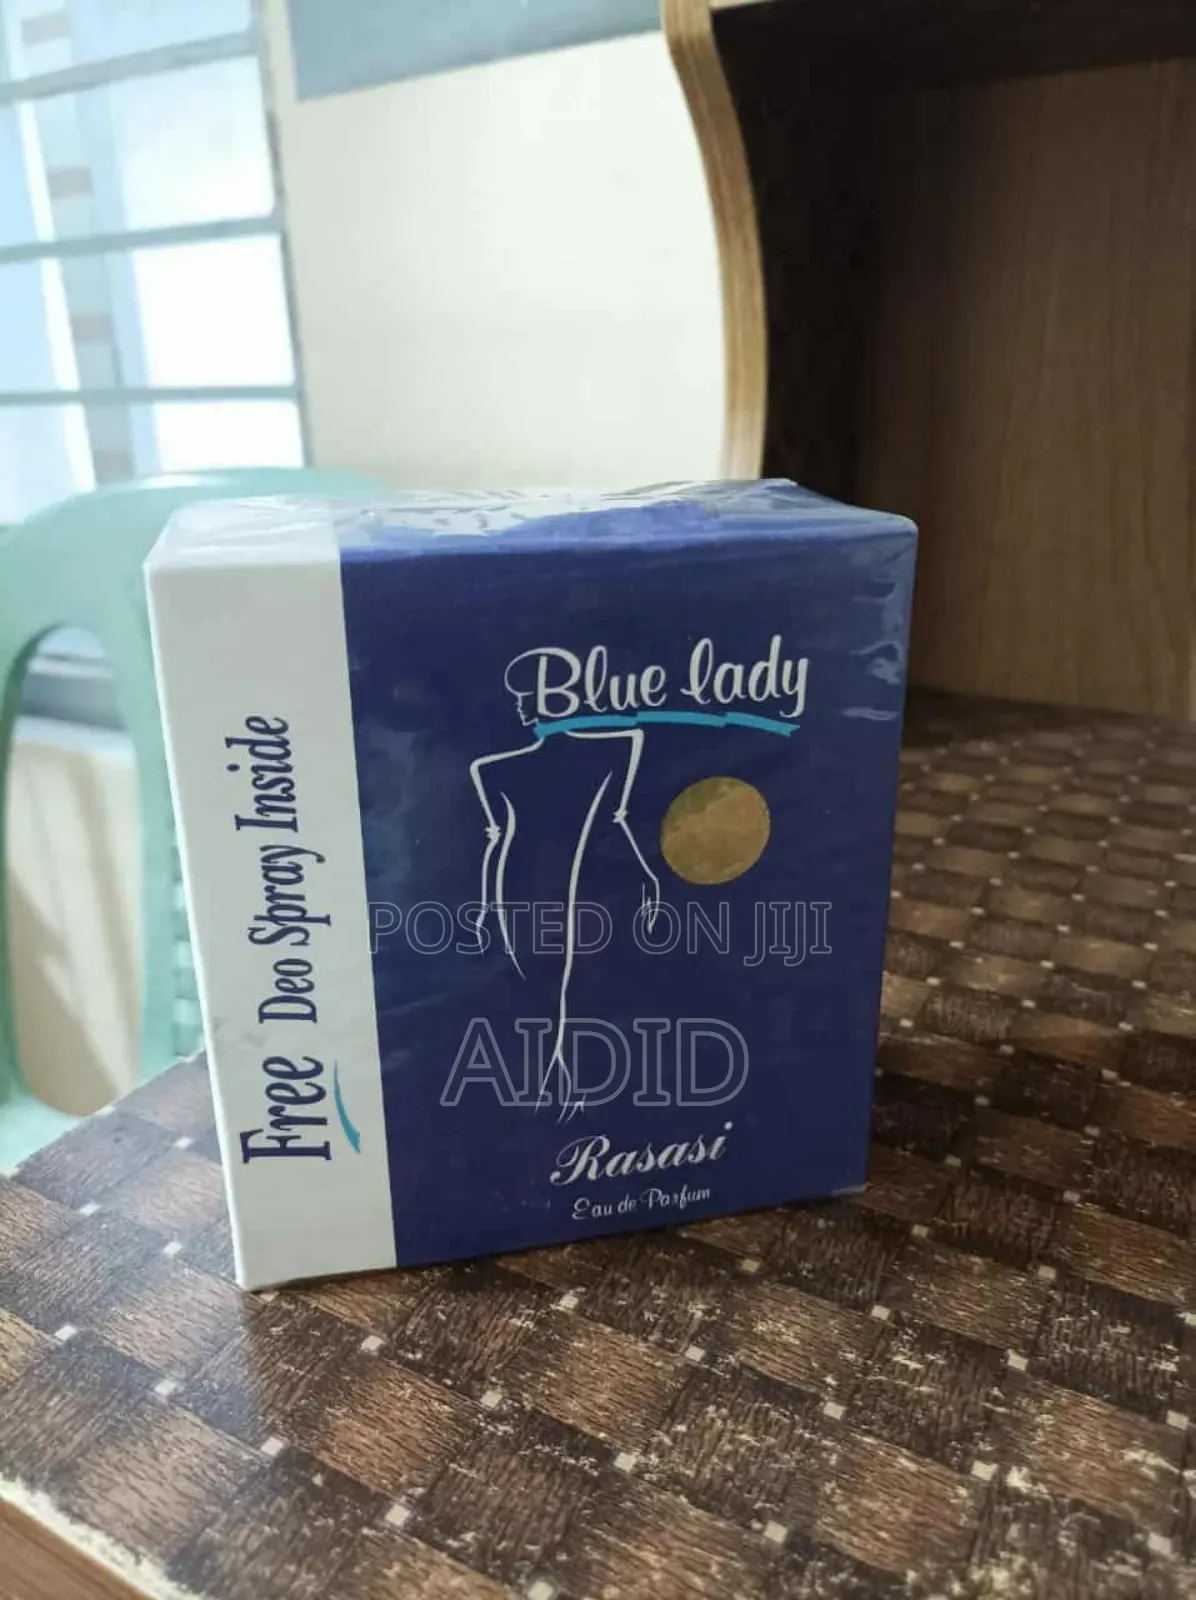 Blue lady
Free Deo Spray Inside
POSTED ON JIJI
AIDID
Rasasi
Eau de Parfum